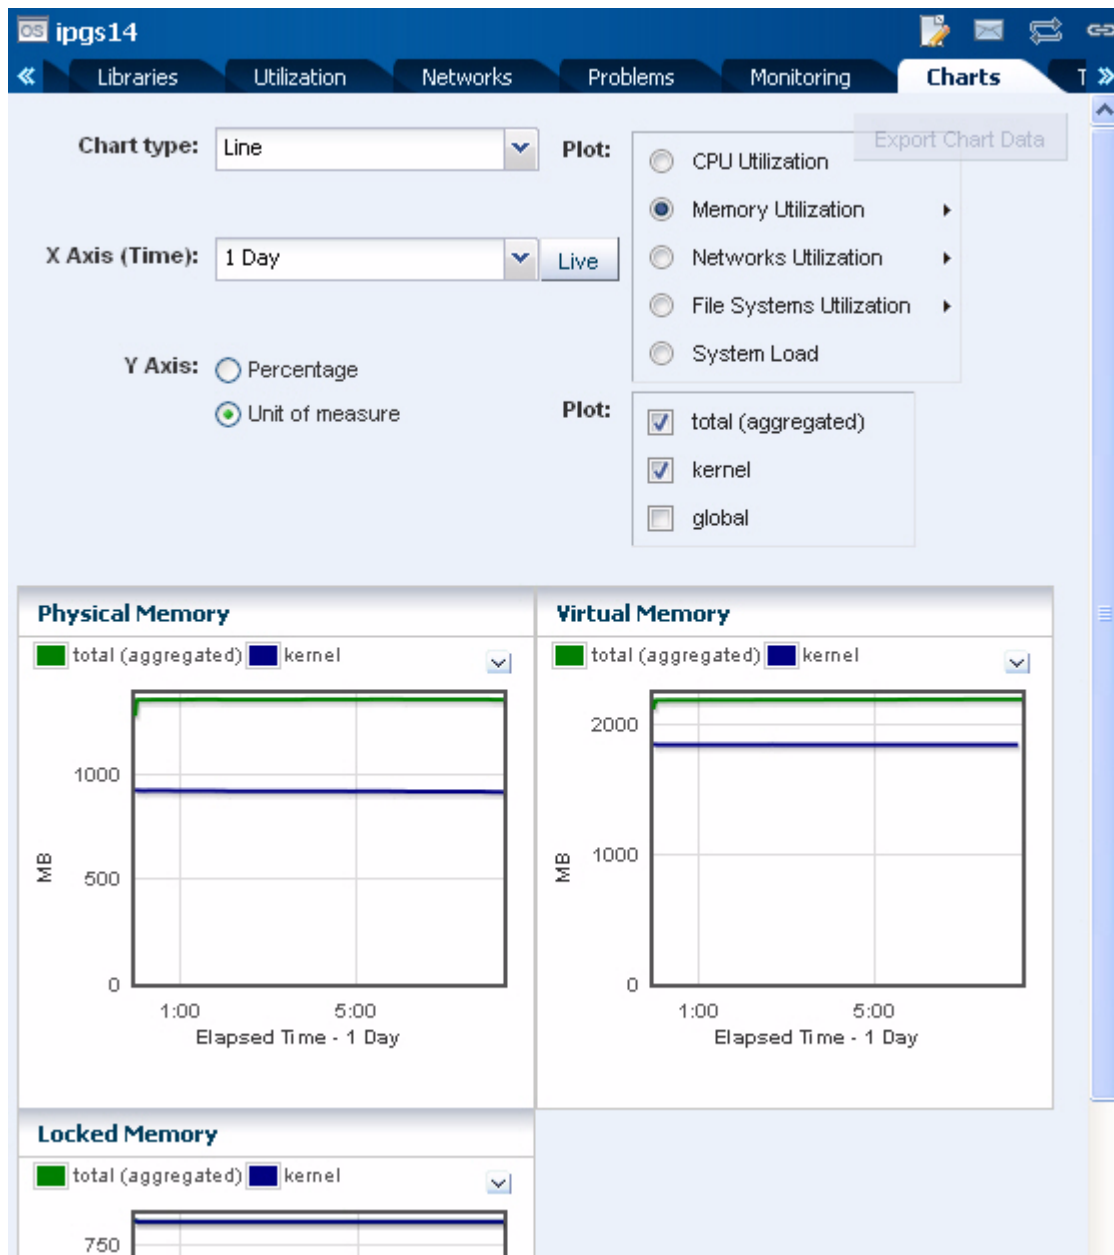 OS ipgs14
Libraries Utilization Networks Problems Monitoring Charts T
Export Chart Data
Chart type: Line
Plot:
CPU Utilization
Memory Utilization
Networks Utilization
File Systems Utilization
System Load
X Axis (Time): 1 Day Live
Y Axis: Percentage
Unit of measure
Plot:
total (aggregated)
kernel
global
Physical Memory
total (aggregated) kernel
1000
500
0
MB
1:00 5:00
Elapsed Time - 1 Day
Virtual Memory
total (aggregated) kernel
2000
1000
0
MB
1:00 5:00
Elapsed Time - 1 Day
Locked Memory
total (aggregated) kernel
750